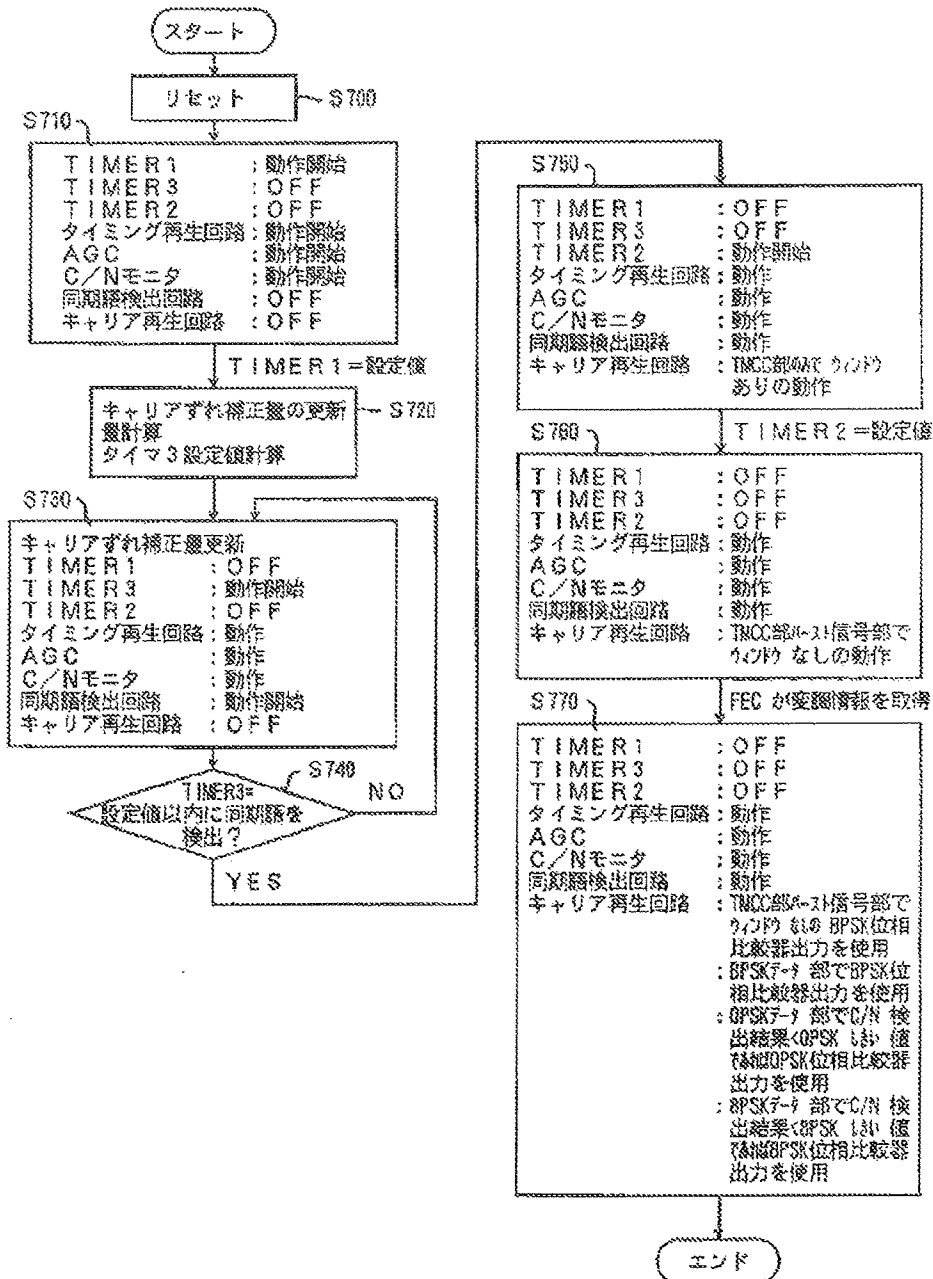 スタート
リセット
S700
S710
TIMER1 : 動作開始
TIMER3 : OFF
TIMER2 : OFF
タイミング再生回路 : 動作開始
AGC : 動作開始
C/Nモニタ : 動作開始
同期語検出回路 : OFF
キャリア再生回路 : OFF
TIMER1=設定値
キャリアずれ補正量の更新
量計算
タイマ3設定値計算
S720
S730
キャリアずれ補正量更新
TIMER1 : OFF
TIMER3 : 動作開始
TIMER2 : OFF
タイミング再生回路 : 動作
AGC : 動作
C/Nモニタ : 動作
同期語検出回路 : 動作開始
キャリア再生回路 : OFF
S740
TIMER3=
設定値以内に同期語を
検出?
NO
YES
S750
TIMER1 : OFF
TIMER3 : OFF
TIMER2 : 動作開始
タイミング再生回路 : 動作
AGC : 動作
C/Nモニタ : 動作
同期語検出回路 : 動作
キャリア再生回路 : TMCC部のみで ウィンドウ
ありの動作
TIMER2=設定値
S760
TIMER1 : OFF
TIMER3 : OFF
TIMER2 : OFF
タイミング再生回路 : 動作
AGC : 動作
C/Nモニタ : 動作
同期語検出回路 : 動作
キャリア再生回路 : TMCC部バースト信号部で
ウィンドウ なしの動作
FEC が変調情報を取得
S770
TIMER1 : OFF
TIMER3 : OFF
TIMER2 : OFF
タイミング再生回路 : 動作
AGC : 動作
C/Nモニタ : 動作
同期語検出回路 : 動作
キャリア再生回路 : TMCC部バースト信号部で
ウィンドウ なしの BPSK位相
比較器出力を使用
: BPSKデータ 部でBPSK位
相比較器出力を使用
: QPSKデータ 部でC/N 検
出結果<QPSK しきい 値
であればQPSK位相比較器
出力を使用
: 8PSKデータ 部でC/N 検
出結果<8PSK しきい 値
であれば8PSK位相比較器
出力を使用
エンド